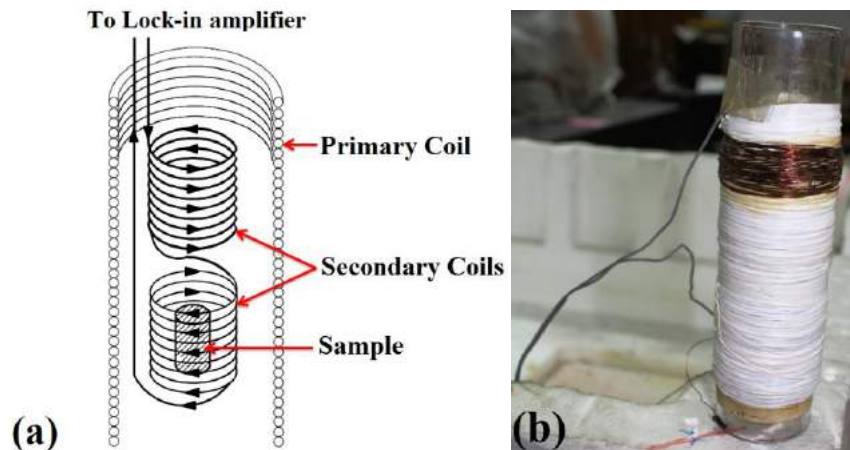 To Lock-in amplifier
Primary Coil
Secondary Coils
Sample
(a)
(b)